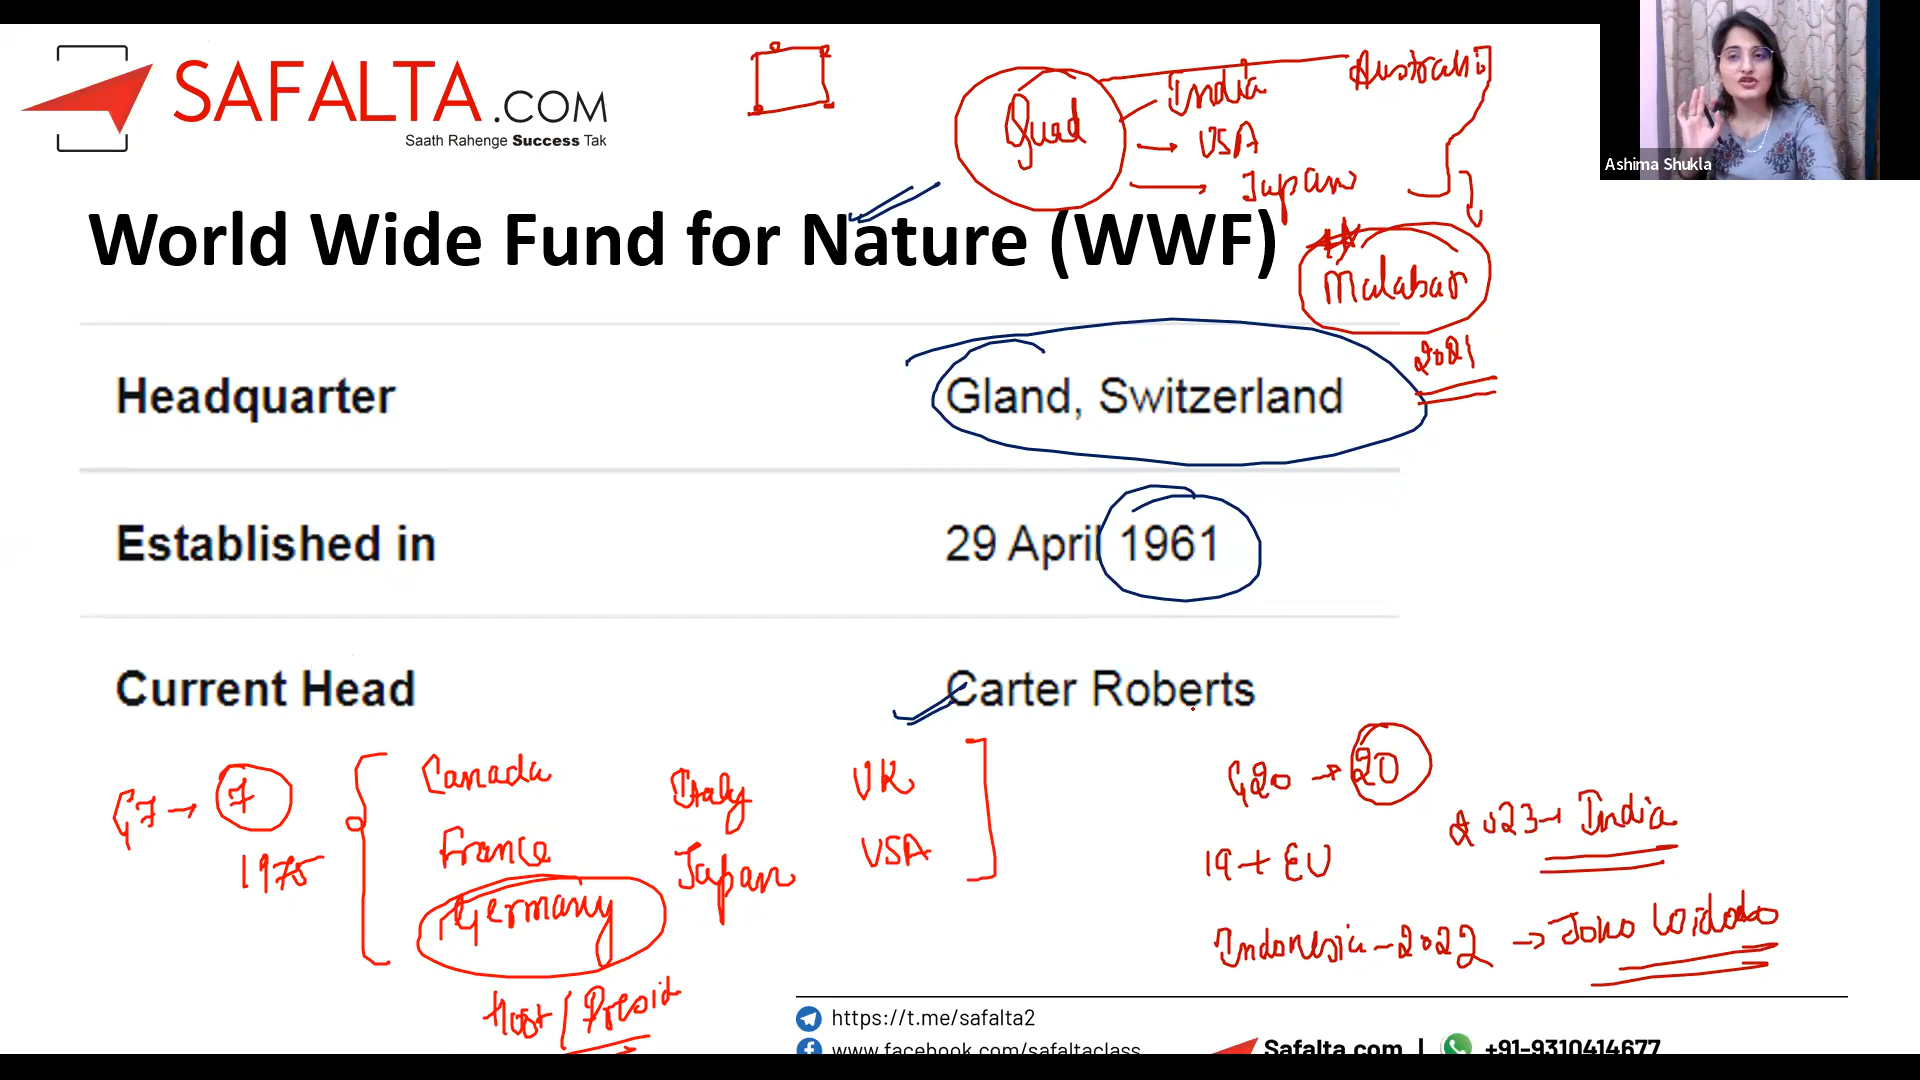 SAFALTA.COM
Saath Rahenge Success Tak
Quad
India
Australia
USA
Japan
Ashima Shukla
World Wide Fund for Nature (WWF)
Malabar
2021
Headquarter Gland, Switzerland
Established in 29 April 1961
Current Head Carter Roberts
G7 → 7
1975
Canada Italy UK
France Japan USA
Germany
Host / Presid
G20 → 20
19 + EU
2023 → India
Indonesia - 2022 → Joko Widodo
https://t.me/safalta2
www.facebook.com/safaltaclass
Safalta.com | +91-9310414677